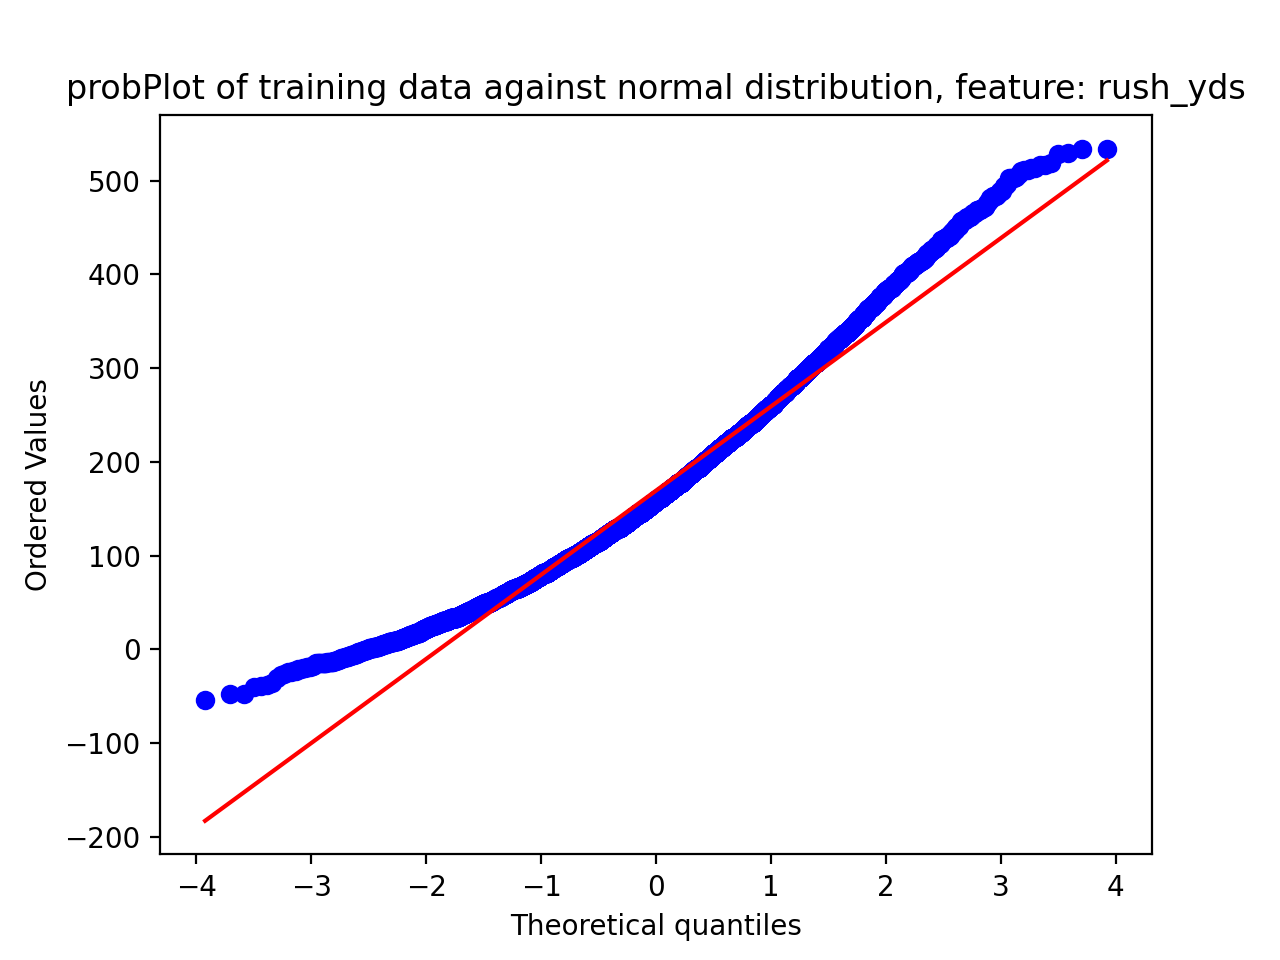 probPlot of training data against normal distribution, feature: rush_yds
500
400
300
200
100
0
−100
−200
Ordered Values
−4 −3 −2 −1 0 1 2 3 4
Theoretical quantiles